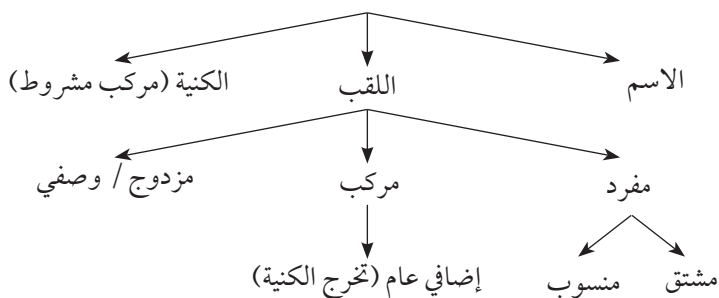 الاسم اللقب الكنية (مركب مشروط)
مفرد مركب مزدوج / وصفي
مشتق منسوب إضافي عام (تخرج الكنية)